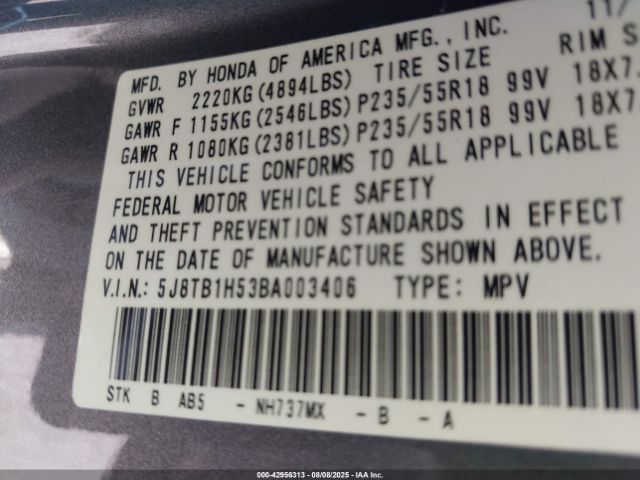 11/
MFD. BY HONDA OF AMERICA MFG., INC.
GVWR 2220KG(4894LBS) TIRE SIZE RIM S
GAWR F 1155KG(2546LBS)P235/55R18 99V 18X7.
GAWR R 1080KG(2381LBS)P235/55R18 99V 18X7.
THIS VEHICLE CONFORMS TO ALL APPLICABLE
FEDERAL MOTOR VEHICLE SAFETY
AND THEFT PREVENTION STANDARDS IN EFFECT
ON THE DATE OF MANUFACTURE SHOWN ABOVE.
V.I.N.: 5J8TB1H53BA003406 TYPE: MPV
STK B AB5 - NH737MX - B - A
000-42956313 08/08/2025 IAAI.COM